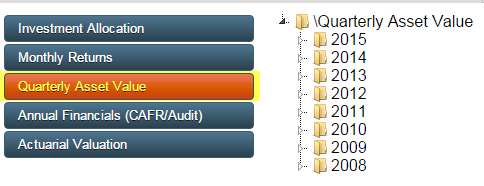 Investment Allocation
Monthly Returns
Quarterly Asset Value
Annual Financials (CAFR/Audit)
Actuarial Valuation
\Quarterly Asset Value
2015
2014
2013
2012
2011
2010
2009
2008